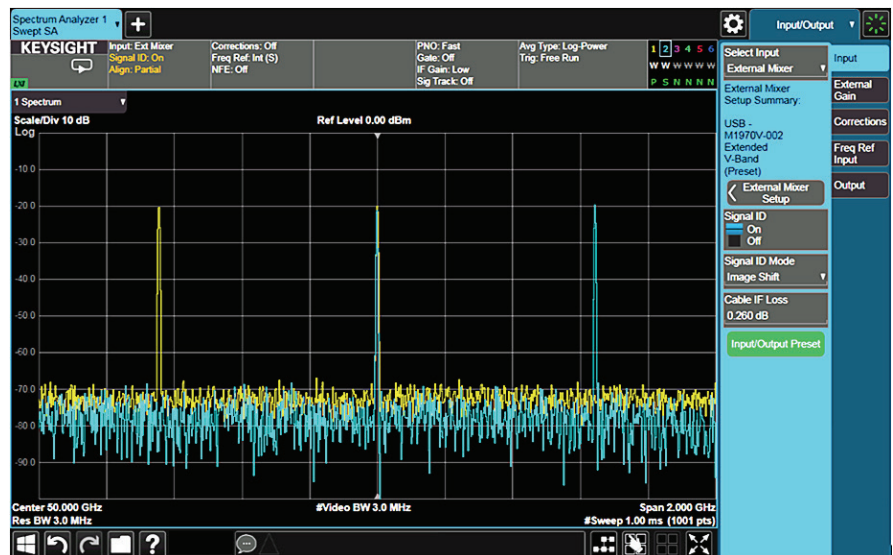 Spectrum Analyzer 1
Swept SA
+
Input/Output
KEYSIGHT
LXI
Input: Ext Mixer
Signal ID: On
Align: Partial
Corrections: Off
Freq Ref: Int (S)
NFE: Off
PNO: Fast
Gate: Off
IF Gain: Low
Sig Track: Off
Avg Type: Log-Power
Trig: Free Run
1 2 3 4 5 6
W W W W W W
P S N N N N
1 Spectrum
Scale/Div 10 dB
Ref Level 0.00 dBm
Log
-10.0
-20.0
-30.0
-40.0
-50.0
-60.0
-70.0
-80.0
-90.0
Center 50.000 GHz
#Video BW 3.0 MHz
Span 2.000 GHz
Res BW 3.0 MHz
#Sweep 1.00 ms (1001 pts)
?
Select Input
External Mixer
External Mixer
Setup Summary:
USB -
M1970V-002
Extended
V-Band
(Preset)
External Mixer
Setup
Signal ID
On
Off
Signal ID Mode
Image Shift
Cable IF Loss
0.260 dB
Input/Output Preset
Input
External
Gain
Corrections
Freq Ref
Input
Output